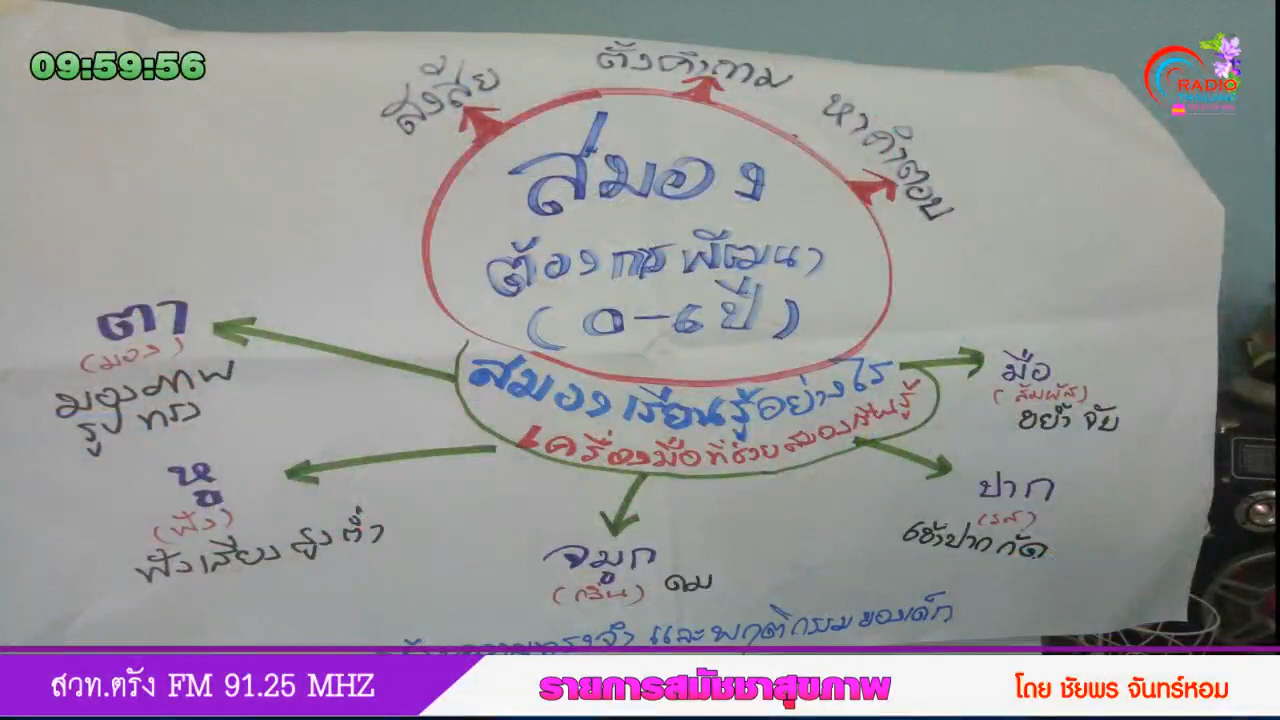 09:59:56
RADIO
สงสัย
ตั้งคำถาม
หาคำตอบ
สมอง
ต้องการพัฒนา
(0-6 ปี)
สมองเรียนรู้อย่างไร
เครื่องมือที่ช่วยสมองเรียนรู้
ตา
(มอง)
มองภาพ
รูปทรง
หู
(ฟัง)
ฟังเสียงสูงต่ำ
จมูก
(กลิ่น) ดม
มือ
(สัมผัส)
ขยำ จับ
ปาก
(รส)
เข้าปาก กัด
และพฤติกรรมของเด็ก
สวท.ตรัง FM 91.25 MHZ
รายการสมัชชาสุขภาพ
โดย ชัยพร จันทร์หอม